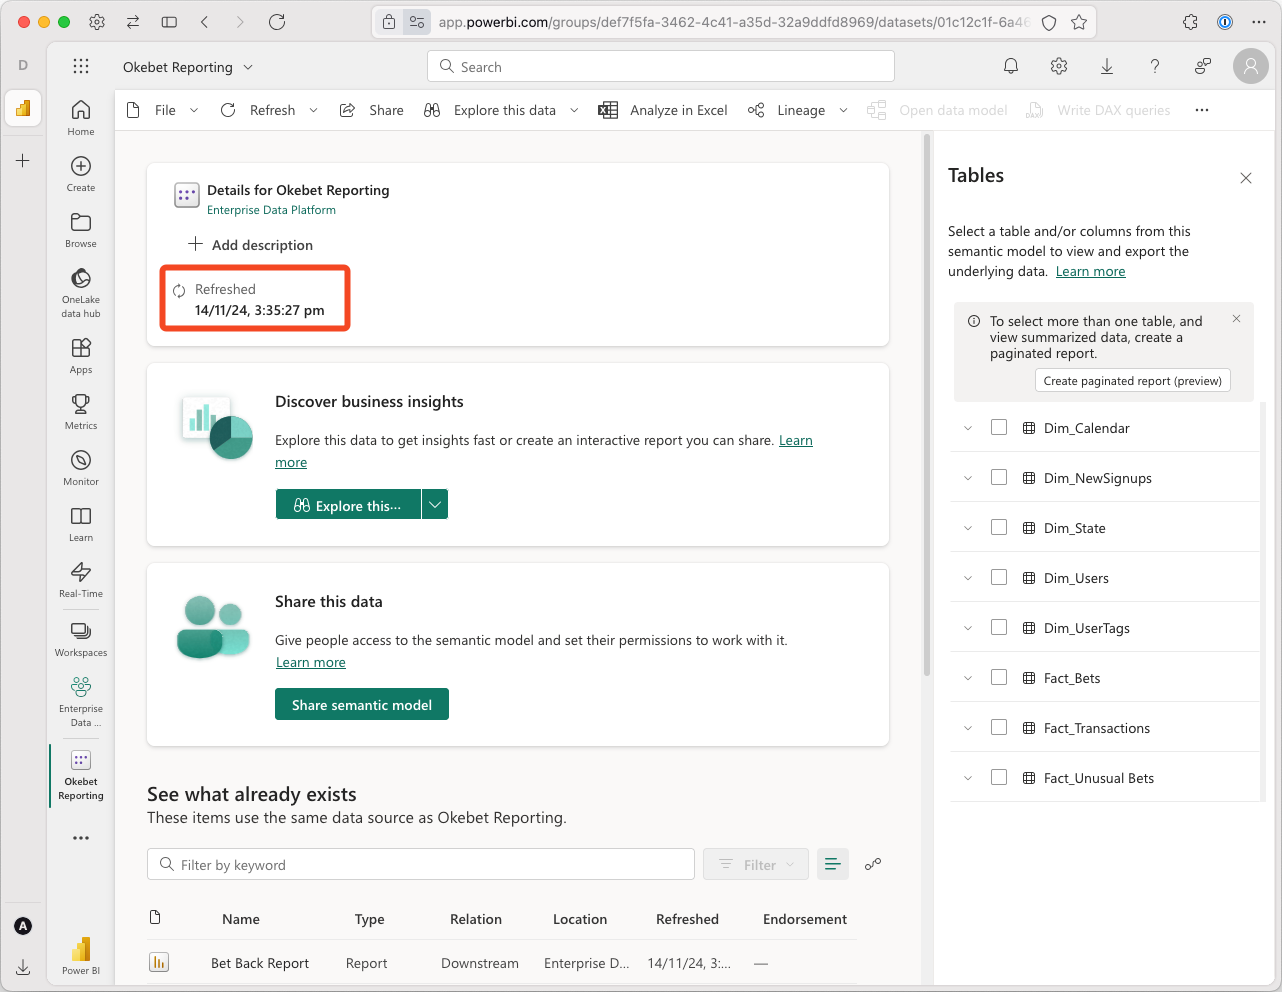 app.powerbi.com/groups/def7f5fa-3462-4c41-a35d-32a9ddfd8969/datasets/01c12c1f-6a46
D
Okebet Reporting
Search
File
Refresh
Share
Explore this data
Analyze in Excel
Lineage
Open data model
Write DAX queries
Home
Create
Browse
OneLake
data hub
Apps
Metrics
Monitor
Learn
Real-Time
Workspaces
Enterprise
Data ...
Okebet
Reporting
Power BI
A
Details for Okebet Reporting
Enterprise Data Platform
Add description
Refreshed
14/11/24, 3:35:27 pm
Discover business insights
Explore this data to get insights fast or create an interactive report you can share. Learn
more
Explore this...
Share this data
Give people access to the semantic model and set their permissions to work with it.
Learn more
Share semantic model
See what already exists
These items use the same data source as Okebet Reporting.
Filter by keyword
Filter
Name Type Relation Location Refreshed Endorsement
Bet Back Report Report Downstream Enterprise D... 14/11/24, 3:... —
Tables
Select a table and/or columns from this
semantic model to view and export the
underlying data. Learn more
To select more than one table, and
view summarized data, create a
paginated report.
Create paginated report (preview)
Dim_Calendar
Dim_NewSignups
Dim_State
Dim_Users
Dim_UserTags
Fact_Bets
Fact_Transactions
Fact_Unusual Bets